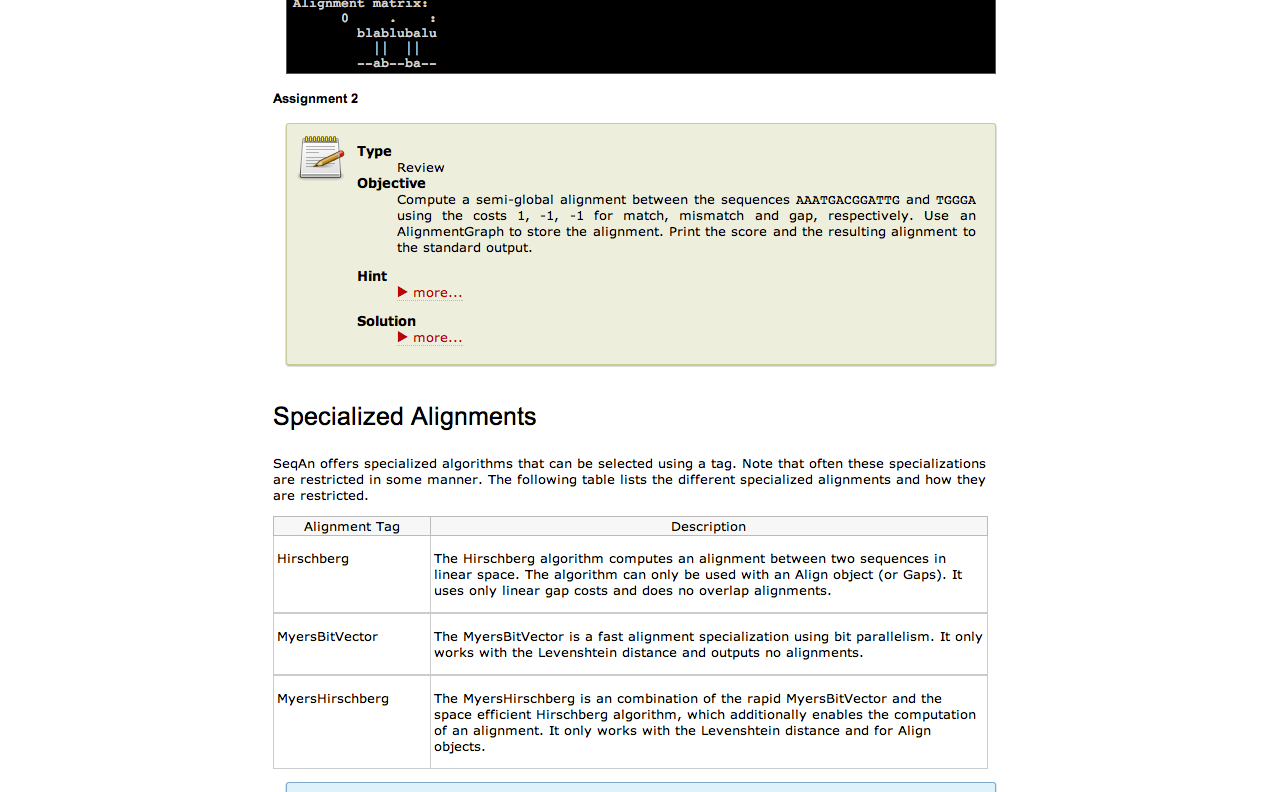 Alignment matrix:
0     .    :
blablubalu
||  ||
--ab--ba--
Assignment 2
Type
Review
Objective
Compute a semi-global alignment between the sequences AAATGACGGATTG and TGGGA
using the costs 1, -1, -1 for match, mismatch and gap, respectively. Use an
AlignmentGraph to store the alignment. Print the score and the resulting alignment to
the standard output.
Hint
▶ more...
Solution
▶ more...
Specialized Alignments
SeqAn offers specialized algorithms that can be selected using a tag. Note that often these specializations
are restricted in some manner. The following table lists the different specialized alignments and how they
are restricted.
Alignment Tag Description
Hirschberg
The Hirschberg algorithm computes an alignment between two sequences in
linear space. The algorithm can only be used with an Align object (or Gaps). It
uses only linear gap costs and does no overlap alignments.
MyersBitVector
The MyersBitVector is a fast alignment specialization using bit parallelism. It only
works with the Levenshtein distance and outputs no alignments.
MyersHirschberg
The MyersHirschberg is an combination of the rapid MyersBitVector and the
space efficient Hirschberg algorithm, which additionally enables the computation
of an alignment. It only works with the Levenshtein distance and for Align
objects.